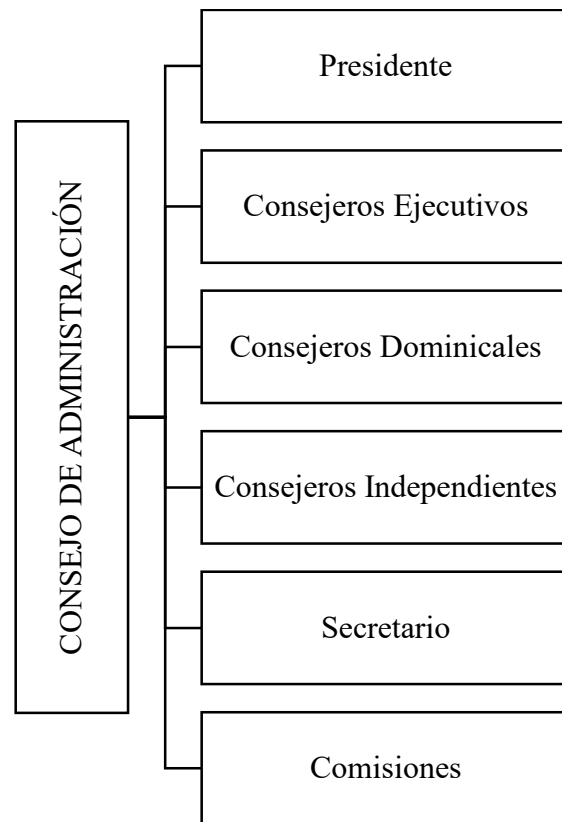 CONSEJO DE ADMINISTRACIÓN
Presidente
Consejeros Ejecutivos
Consejeros Dominicales
Consejeros Independientes
Secretario
Comisiones